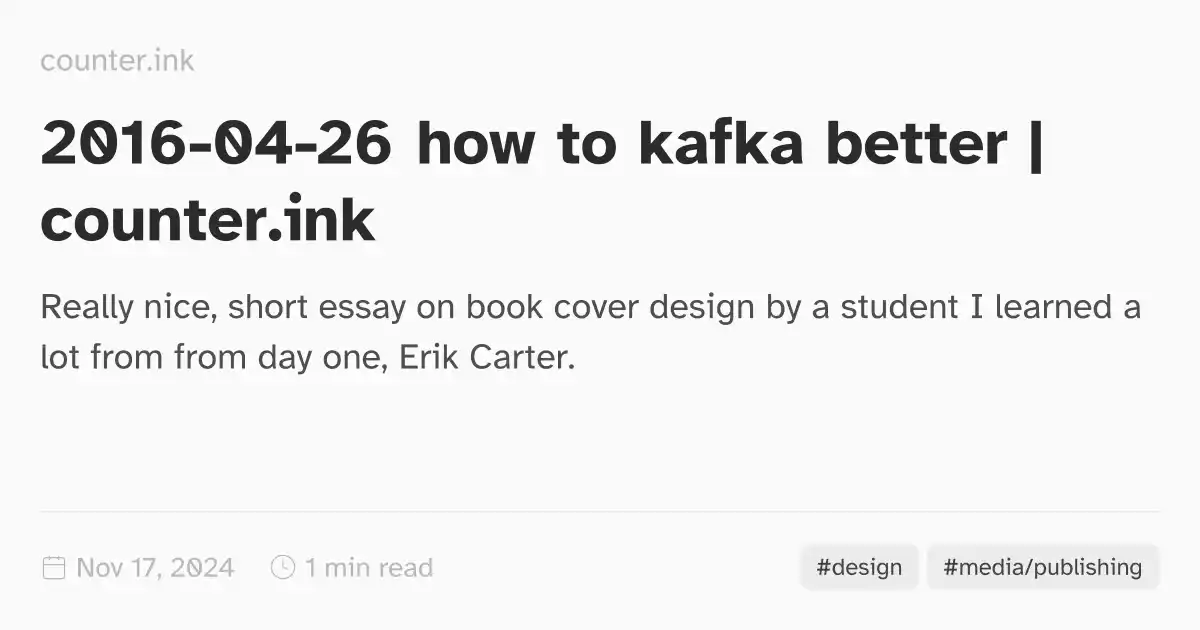 counter.ink
2016-04-26 how to kafka better |
counter.ink
Really nice, short essay on book cover design by a student I learned a
lot from from day one, Erik Carter.
Nov 17, 2024 1 min read #design #media/publishing